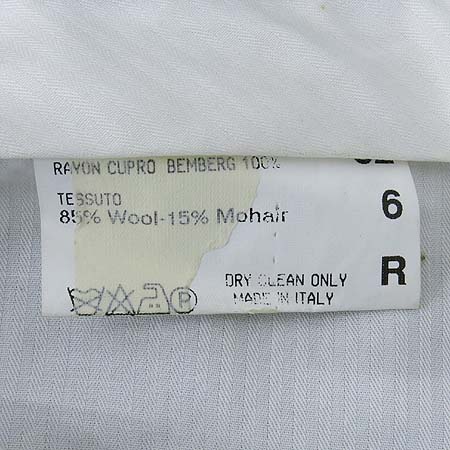 RAYON CUPRO BEMBERG 100%
TESSUTO
85% Wool-15% Mohair
6
DRY CLEAN ONLY
R
MADE IN ITALY
P